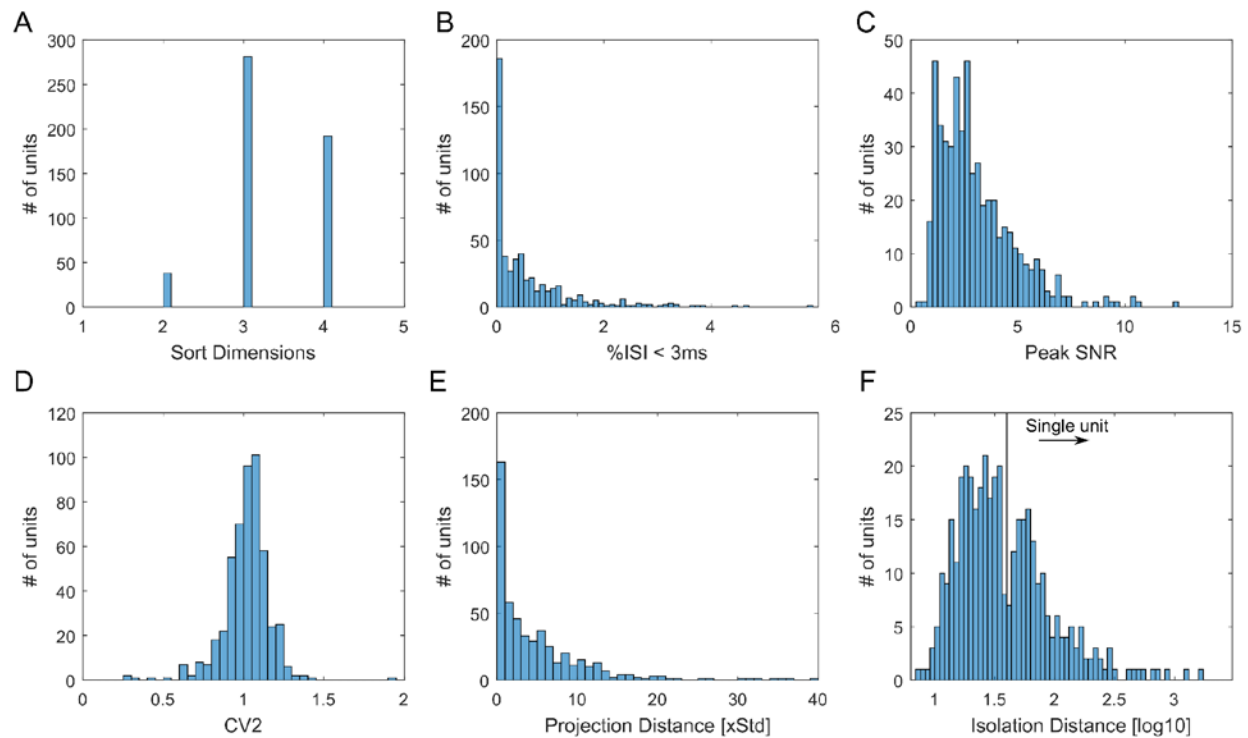 A
300
250
200
150
100
50
0
# of units
1 2 3 4 5
Sort Dimensions
B
200
150
100
50
0
# of units
0 2 4 6
%ISI < 3ms
C
50
40
30
20
10
0
# of units
0 5 10 15
Peak SNR
D
120
100
80
60
40
20
0
# of units
0 0.5 1 1.5 2
CV2
E
200
150
100
50
0
# of units
0 10 20 30 40
Projection Distance [xStd]
F
25
20
15
10
5
0
# of units
Single unit
1 1.5 2 2.5 3
Isolation Distance [log10]